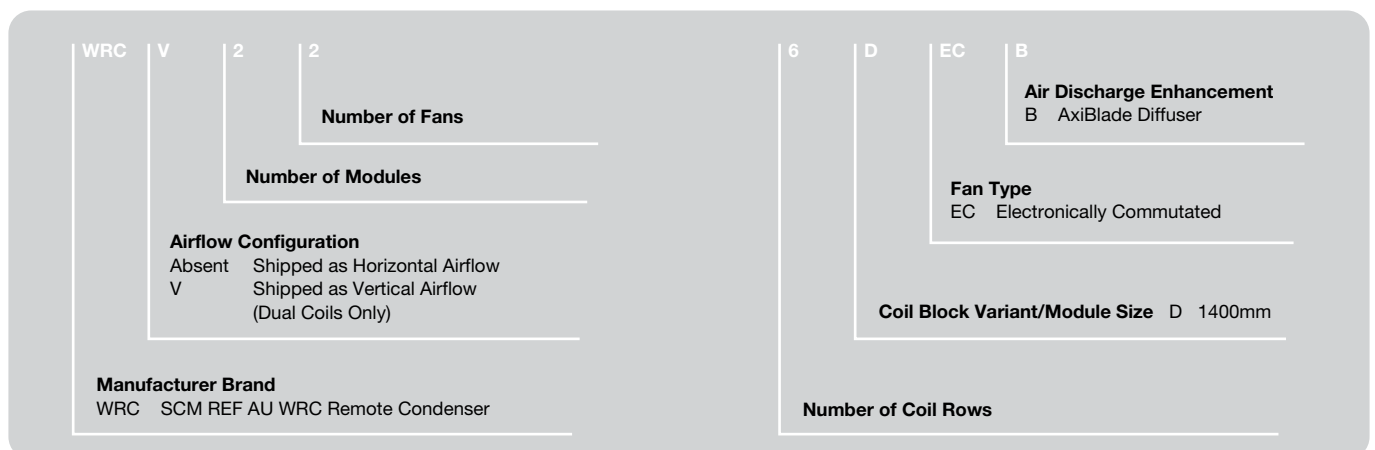 WRC V 2 2 6 D EC B
Number of Fans
Number of Modules
Airflow Configuration
Absent Shipped as Horizontal Airflow
V Shipped as Vertical Airflow
(Dual Coils Only)
Manufacturer Brand
WRC SCM REF AU WRC Remote Condenser
Air Discharge Enhancement
B AxiBlade Diffuser
Fan Type
EC Electronically Commutated
Coil Block Variant/Module Size D 1400mm
Number of Coil Rows